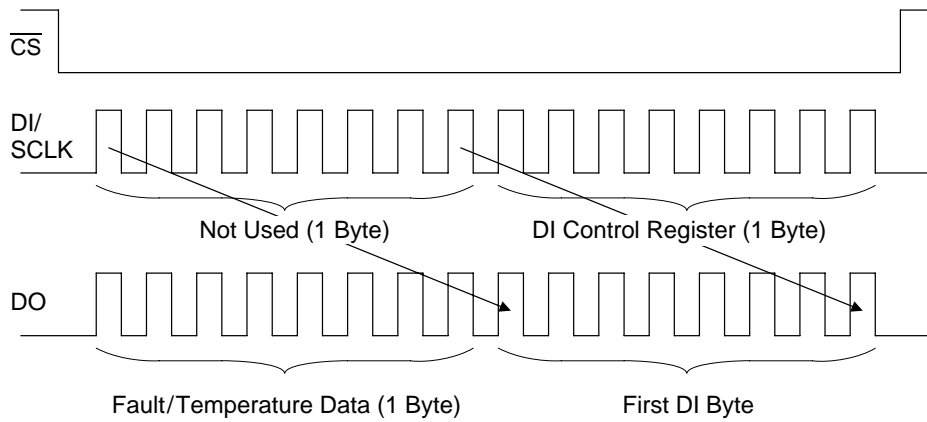 CS
DI/
SCLK
Not Used (1 Byte)
DI Control Register (1 Byte)
DO
Fault/Temperature Data (1 Byte)
First DI Byte